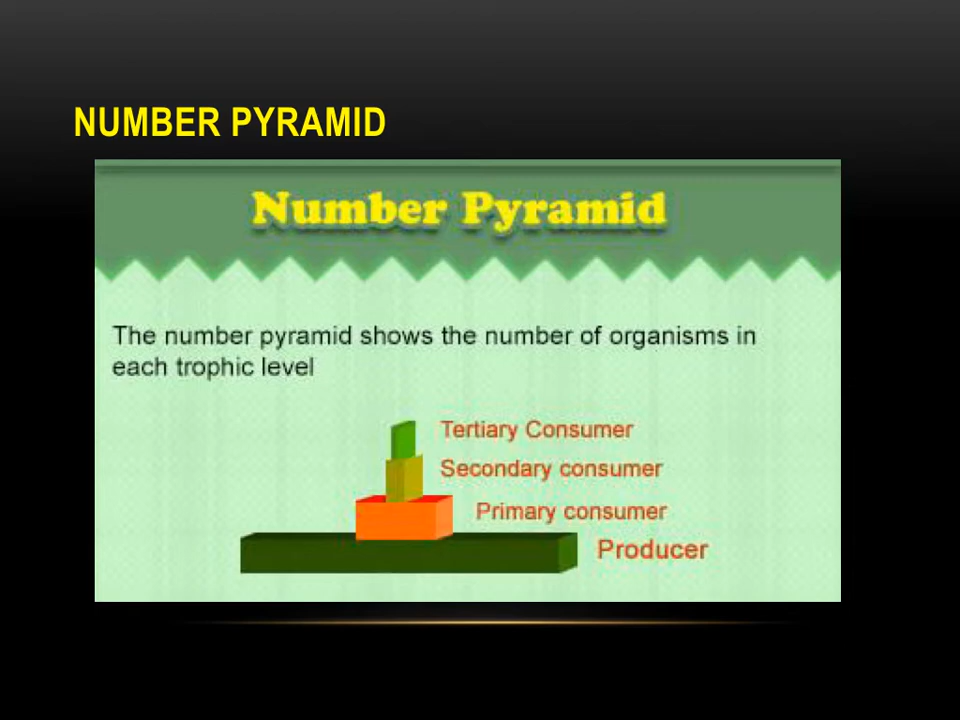 NUMBER PYRAMID
Number Pyramid
The number pyramid shows the number of organisms in
each trophic level
Tertiary Consumer
Secondary consumer
Primary consumer
Producer